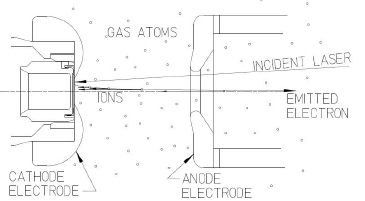 GAS ATOMS
INCIDENT LASER
IONS
EMITTED
ELECTRON
CATHODE
ELECTRODE
ANODE
ELECTRODE